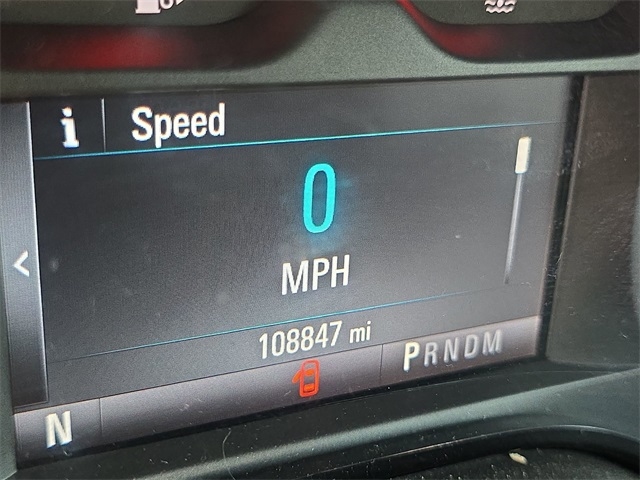 i Speed
0
MPH
108847 mi
PRNDM
N